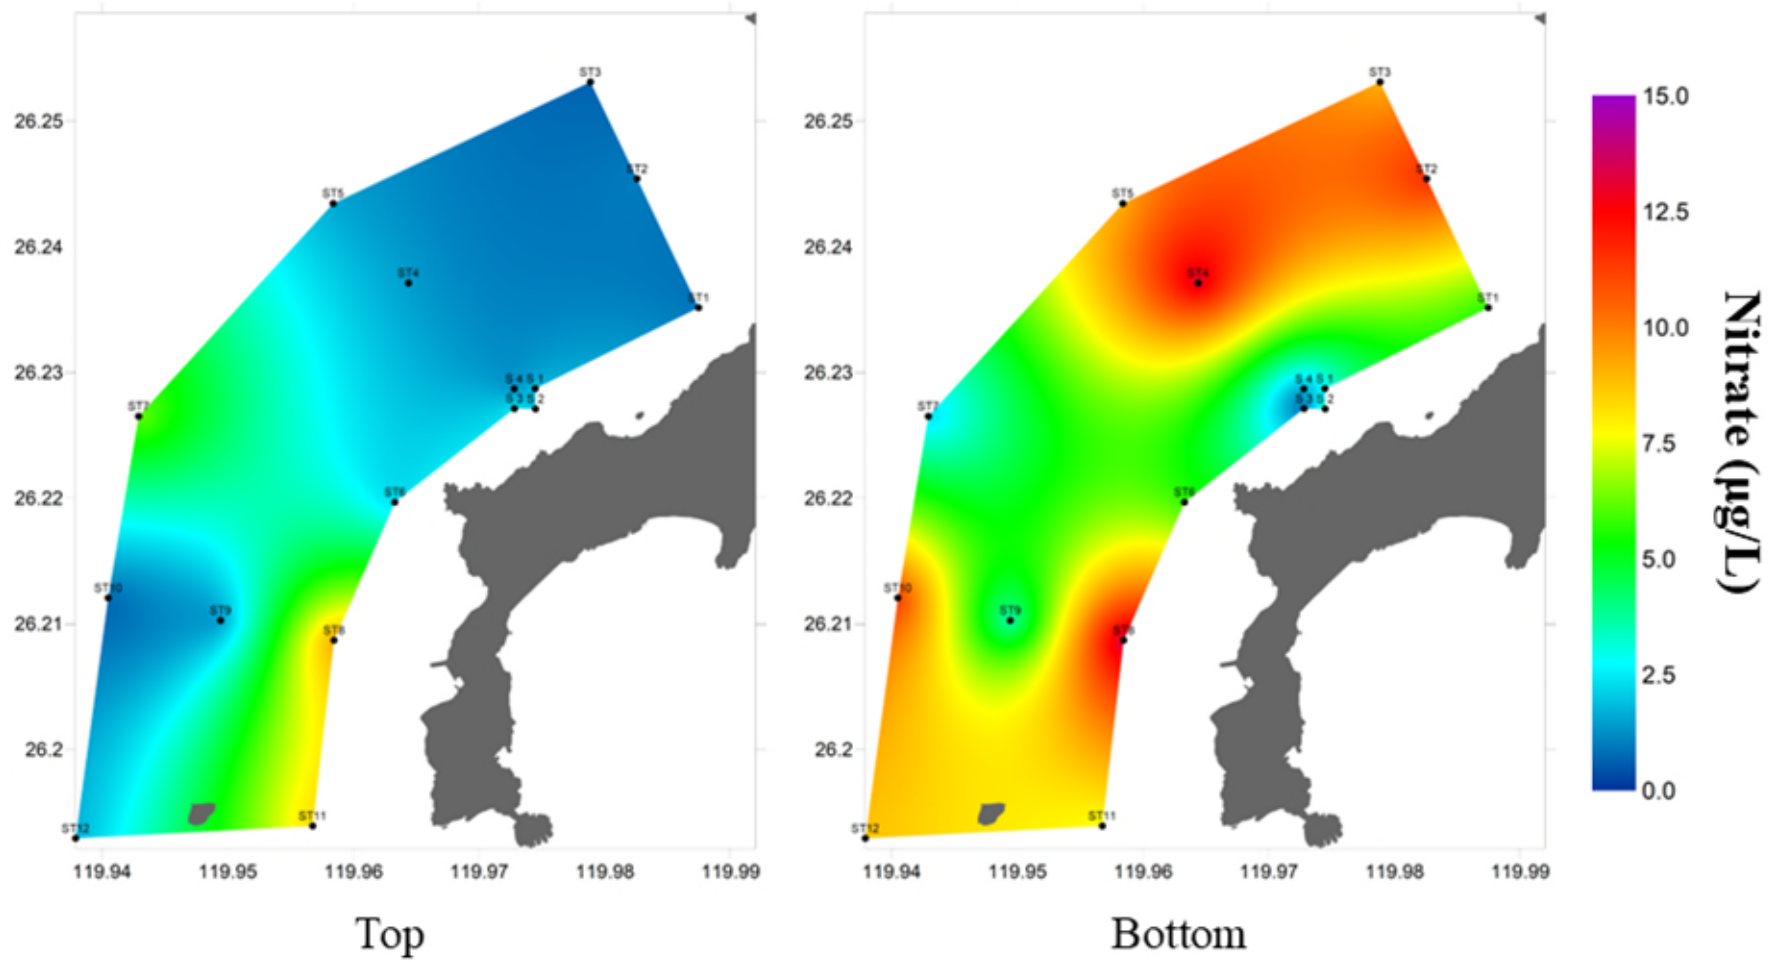 26.25
26.24
26.23
26.22
26.21
26.2
119.94 119.95 119.96 119.97 119.98 119.99
ST3
ST2
ST5
ST4
ST1
S 4 S 1
S 3 S 2
ST7
ST6
ST10
ST9
ST8
ST11
ST12
Top
26.25
26.24
26.23
26.22
26.21
26.2
119.94 119.95 119.96 119.97 119.98 119.99
ST3
ST2
ST5
ST4
ST1
S 4 S 1
S 3 S 2
ST7
ST6
ST10
ST9
ST8
ST11
ST12
Bottom
15.0
12.5
10.0
7.5
5.0
2.5
0.0
Nitrate (µg/L)